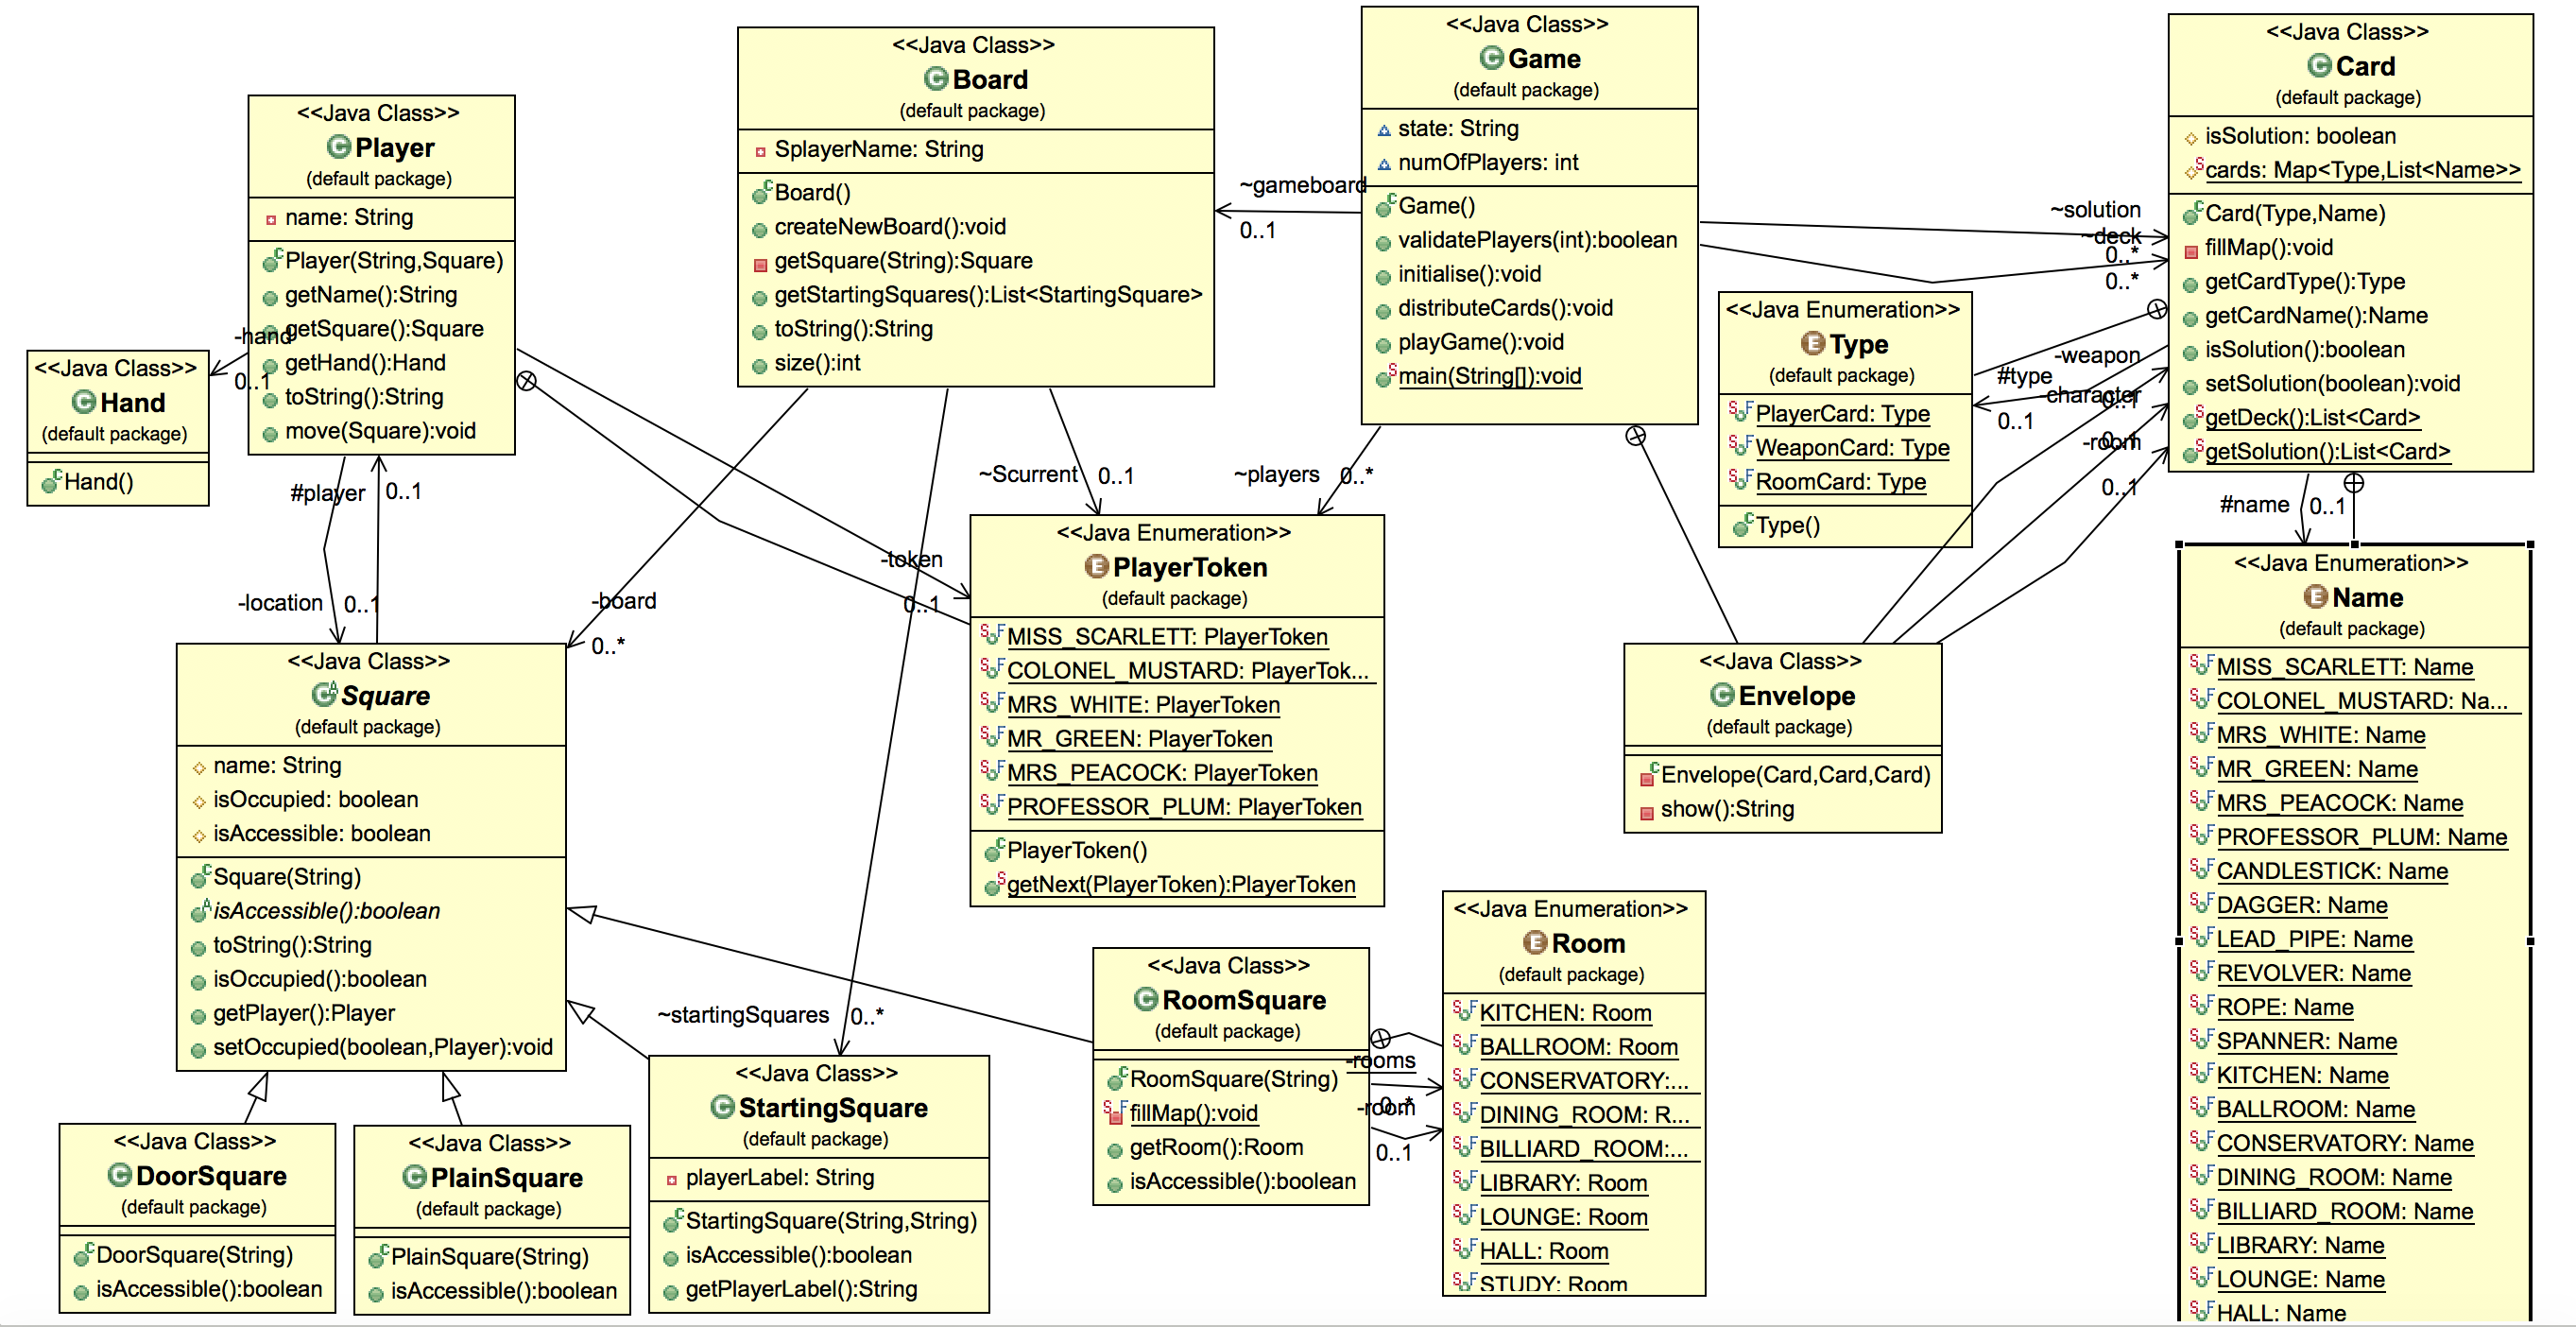 <<Java Class>>
Player
(default package)
name: String
Player(String,Square)
getName():String
getSquare():Square
getHand():Hand
toString():String
move(Square):void
<<Java Class>>
Board
(default package)
SplayerName: String
Board()
createNewBoard():void
getSquare(String):Square
getStartingSquares():List<StartingSquare>
toString():String
size():int
<<Java Class>>
Game
(default package)
state: String
numOfPlayers: int
Game()
validatePlayers(int):boolean
initialise():void
distributeCards():void
playGame():void
main(String[]):void
<<Java Class>>
Card
(default package)
isSolution: boolean
cards: Map<Type,List<Name>>
Card(Type,Name)
fillMap():void
getCardType():Type
getCardName():Name
isSolution():boolean
setSolution(boolean):void
getDeck():List<Card>
getSolution():List<Card>
~gameboard
0..1
~solution
~deck
0..*
0..*
<<Java Enumeration>>
Type
(default package)
PlayerCard: Type
WeaponCard: Type
RoomCard: Type
Type()
-weapon
#type
-character
0..1
0..1
-room
0..1
0..1
-hand
0..1
<<Java Class>>
Hand
(default package)
Hand()
#player
0..1
-location
0..1
~Scurrent
0..1
~players
0..*
-token
0..1
-board
0..*
#name
0..1
<<Java Enumeration>>
PlayerToken
(default package)
MISS_SCARLETT: PlayerToken
COLONEL_MUSTARD: PlayerTok...
MRS_WHITE: PlayerToken
MR_GREEN: PlayerToken
MRS_PEACOCK: PlayerToken
PROFESSOR_PLUM: PlayerToken
PlayerToken()
getNext(PlayerToken):PlayerToken
<<Java Enumeration>>
Name
(default package)
MISS_SCARLETT: Name
COLONEL_MUSTARD: Na...
MRS_WHITE: Name
MR_GREEN: Name
MRS_PEACOCK: Name
PROFESSOR_PLUM: Name
CANDLESTICK: Name
DAGGER: Name
LEAD_PIPE: Name
REVOLVER: Name
ROPE: Name
SPANNER: Name
KITCHEN: Name
BALLROOM: Name
CONSERVATORY: Name
DINING_ROOM: Name
BILLIARD_ROOM: Name
LIBRARY: Name
LOUNGE: Name
HALL: Name
<<Java Class>>
Square
(default package)
name: String
isOccupied: boolean
isAccessible: boolean
Square(String)
isAccessible():boolean
toString():String
isOccupied():boolean
getPlayer():Player
setOccupied(boolean,Player):void
<<Java Class>>
Envelope
(default package)
Envelope(Card,Card,Card)
show():String
~startingSquares
0..*
<<Java Class>>
RoomSquare
(default package)
RoomSquare(String)
fillMap():void
getRoom():Room
isAccessible():boolean
-rooms
0..*
-room
0..1
<<Java Enumeration>>
Room
(default package)
KITCHEN: Room
BALLROOM: Room
CONSERVATORY:...
DINING_ROOM: R...
BILLIARD_ROOM:...
LIBRARY: Room
LOUNGE: Room
HALL: Room
STUDY: Room
<<Java Class>>
DoorSquare
(default package)
DoorSquare(String)
isAccessible():boolean
<<Java Class>>
PlainSquare
(default package)
PlainSquare(String)
isAccessible():boolean
<<Java Class>>
StartingSquare
(default package)
playerLabel: String
StartingSquare(String,String)
isAccessible():boolean
getPlayerLabel():String